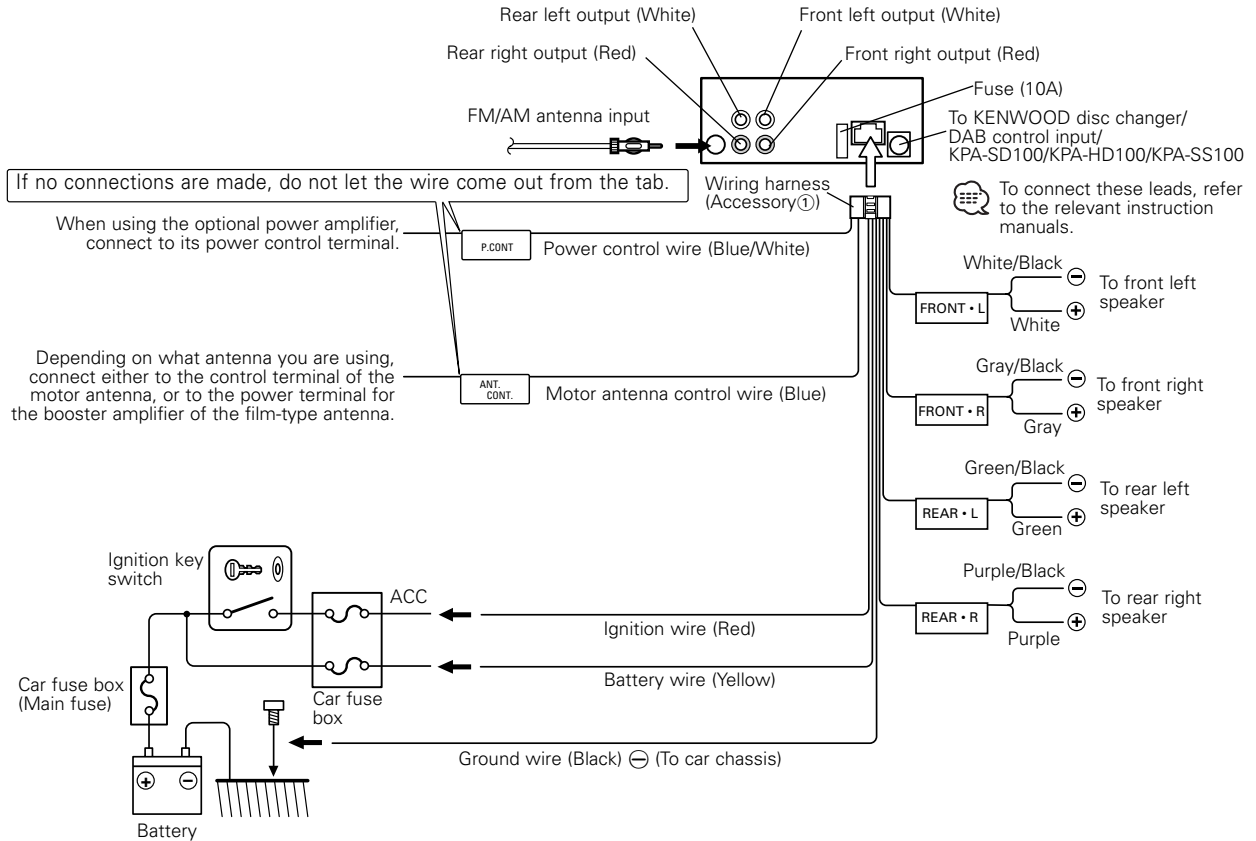 Rear left output (White)
Front left output (White)
Rear right output (Red)
Front right output (Red)
Fuse (10A)
FM/AM antenna input
To KENWOOD disc changer/
DAB control input/
KPA-SD100/KPA-HD100/KPA-SS100
If no connections are made, do not let the wire come out from the tab.
Wiring harness
(Accessory①)
To connect these leads, refer
to the relevant instruction
manuals.
When using the optional power amplifier,
connect to its power control terminal.
P.CONT
Power control wire (Blue/White)
White/Black
⊖
To front left
speaker
FRONT • L
⊕
White
Depending on what antenna you are using,
connect either to the control terminal of the
motor antenna, or to the power terminal for
the booster amplifier of the film-type antenna.
ANT.
CONT.
Motor antenna control wire (Blue)
Gray/Black
⊖
To front right
speaker
FRONT • R
⊕
Gray
Green/Black
⊖
To rear left
speaker
REAR • L
⊕
Green
Purple/Black
⊖
To rear right
speaker
REAR • R
⊕
Purple
Ignition key
switch
ACC
Ignition wire (Red)
Battery wire (Yellow)
Car fuse box
(Main fuse)
Car fuse
box
Ground wire (Black) ⊖ (To car chassis)
⊕
⊖
Battery